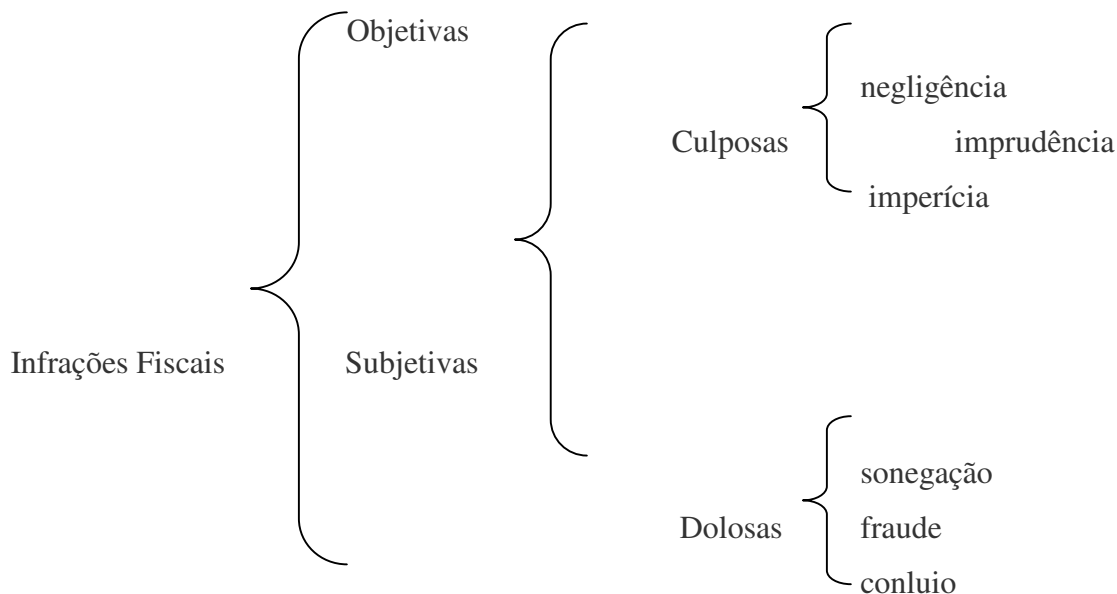 Objetivas
negligência
Culposas
imprudência
imperícia
Infrações Fiscais
Subjetivas
sonegação
Dolosas
fraude
conluio